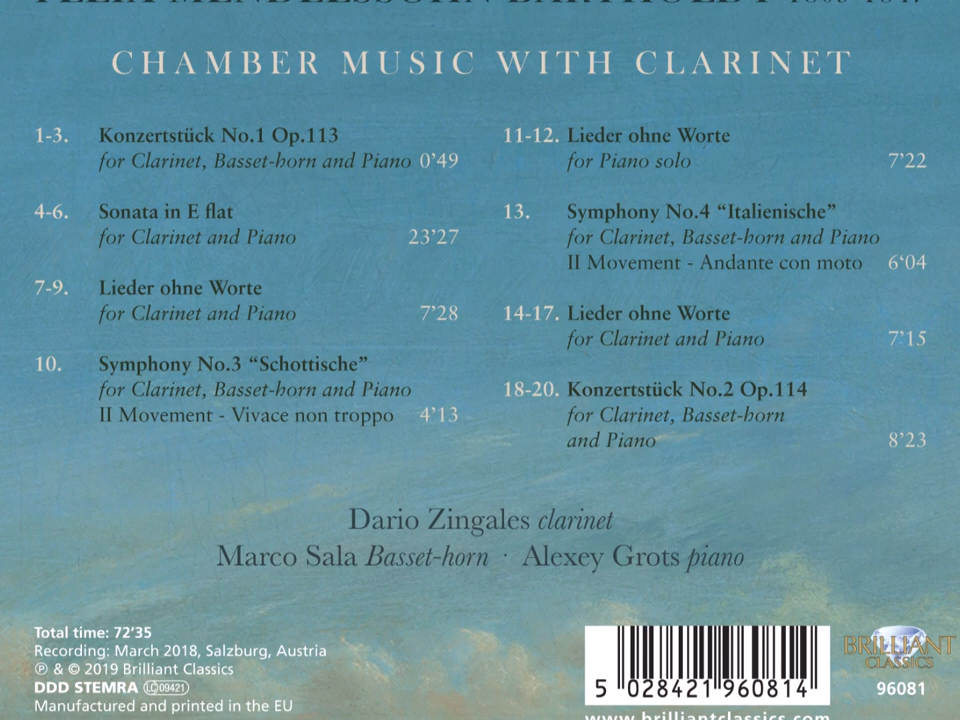 CHAMBER MUSIC WITH CLARINET
1-3. Konzertstück No.1 Op.113
for Clarinet, Basset-horn and Piano 0’49
4-6. Sonata in E flat
for Clarinet and Piano 23’27
7-9. Lieder ohne Worte
for Clarinet and Piano 7’28
10. Symphony No.3 “Schottische”
for Clarinet, Basset-horn and Piano
II Movement - Vivace non troppo 4’13
11-12. Lieder ohne Worte
for Piano solo 7’22
13. Symphony No.4 “Italienische”
for Clarinet, Basset-horn and Piano
II Movement - Andante con moto 6‘04
14-17. Lieder ohne Worte
for Clarinet and Piano 7’15
18-20. Konzertstück No.2 Op.114
for Clarinet, Basset-horn
and Piano 8’23
Dario Zingales clarinet
Marco Sala Basset-horn · Alexey Grots piano
Total time: 72’35
Recording: March 2018, Salzburg, Austria
℗ & © 2019 Brilliant Classics
DDD STEMRA LC 09421
Manufactured and printed in the EU
5 028421 960814
www.brilliantclassics.com
BRILLIANT
CLASSICS
96081